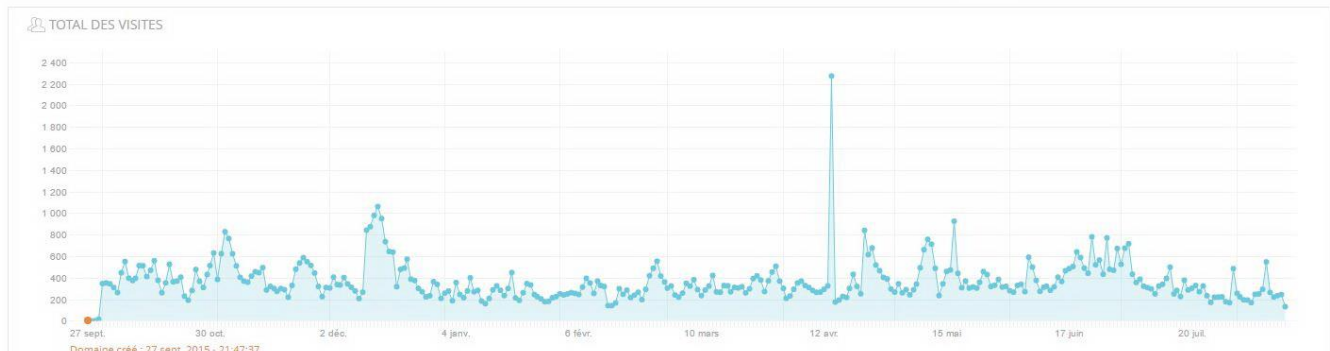 TOTAL DES VISITES
2 400
2 200
2 000
1 800
1 600
1 400
1 200
1 000
800
600
400
200
0
27 sept.
30 oct.
2 déc.
4 janv.
6 févr.
10 mars
12 avr.
15 mai
17 juin
20 juil.
Domaine créé : 27 sept. 2015 - 21:47:37